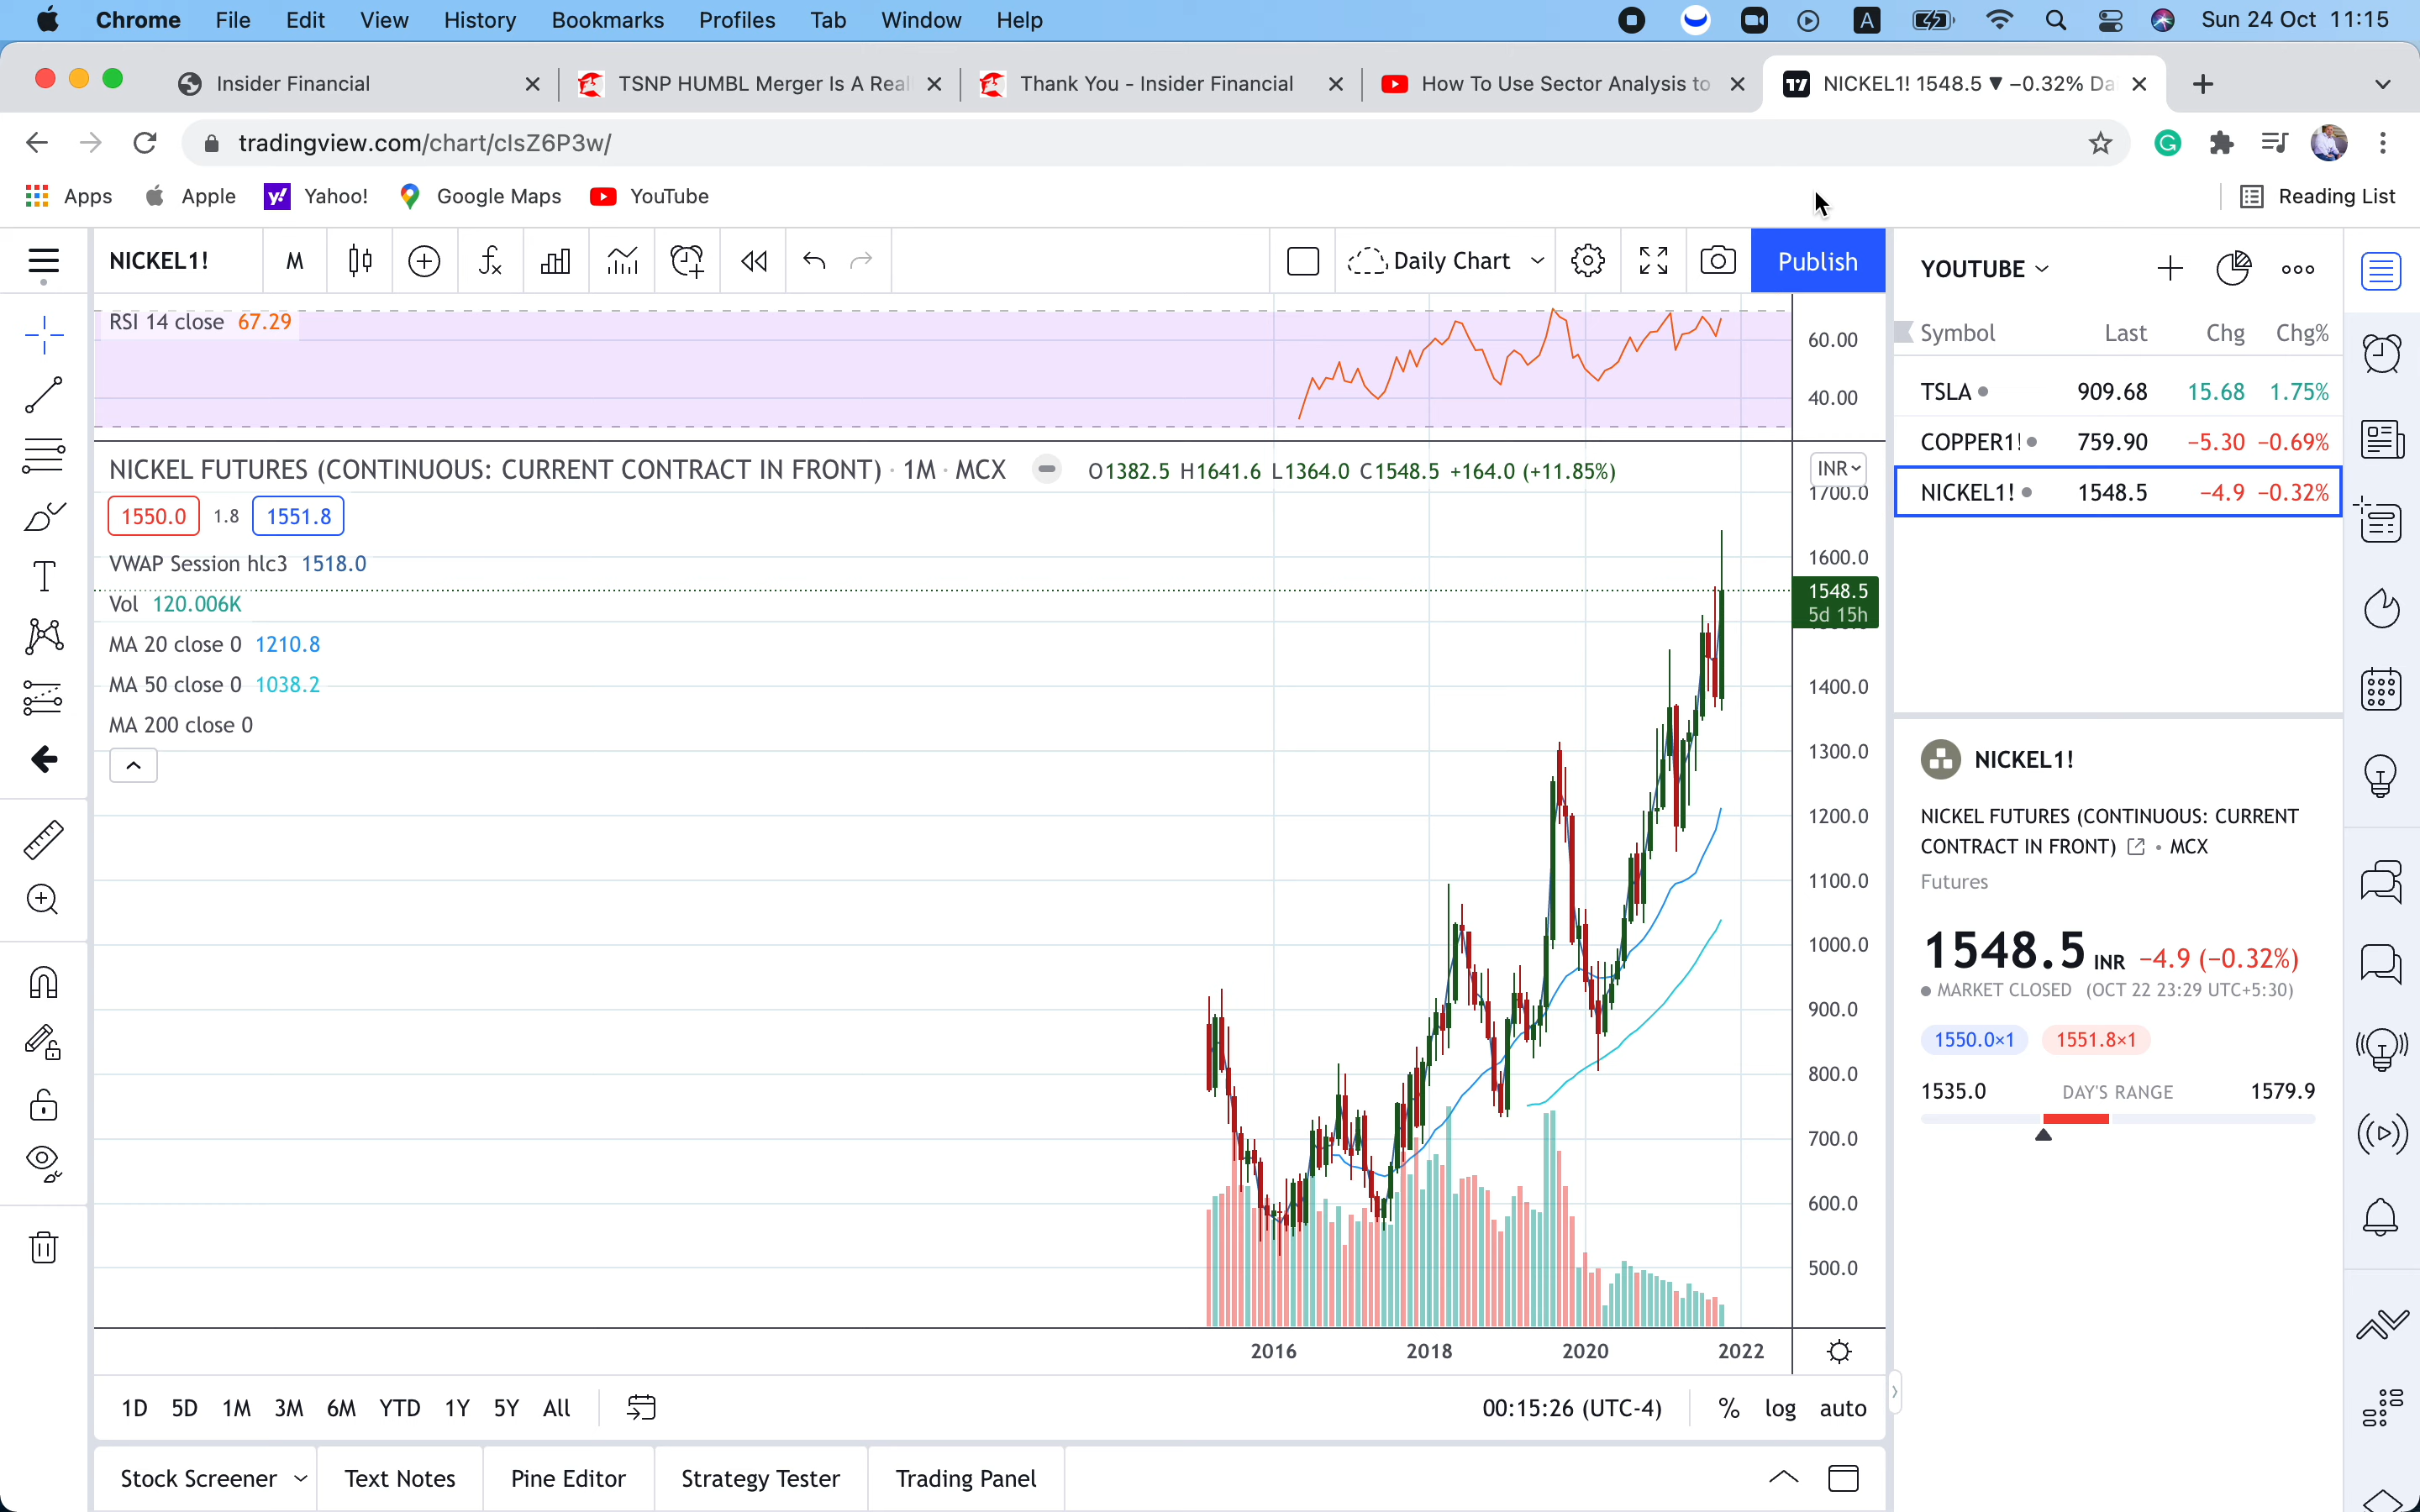 Chrome File Edit View History Bookmarks Profiles Tab Window Help A Sun 24 Oct 11:15
Insider Financial TSNP HUMBL Merger Is A Real Thank You - Insider Financial How To Use Sector Analysis to NICKEL1! 1548.5 ▼ −0.32% Da
tradingview.com/chart/clsZ6P3w/
Apps Apple Yahoo! Google Maps YouTube Reading List
NICKEL1! M Daily Chart Publish
YOUTUBE
Symbol Last Chg Chg%
TSLA 909.68 15.68 1.75%
COPPER1! 759.90 −5.30 −0.69%
NICKEL1! 1548.5 −4.9 −0.32%
RSI 14 close 67.29
60.00
40.00
NICKEL FUTURES (CONTINUOUS: CURRENT CONTRACT IN FRONT) · 1M · MCX O1382.5 H1641.6 L1364.0 C1548.5 +164.0 (+11.85%)
INR
1550.0 1.8 1551.8
VWAP Session hlc3 1518.0
Vol 120.006K
MA 20 close 0 1210.8
MA 50 close 0 1038.2
MA 200 close 0
1700.0
1600.0
1548.5
5d 15h
1400.0
1300.0
1200.0
1100.0
1000.0
900.0
800.0
700.0
600.0
500.0
2016 2018 2020 2022
NICKEL1!
NICKEL FUTURES (CONTINUOUS: CURRENT
CONTRACT IN FRONT) • MCX
Futures
1548.5 INR −4.9 (−0.32%)
MARKET CLOSED (OCT 22 23:29 UTC+5:30)
1550.0×1 1551.8×1
1535.0 DAY'S RANGE 1579.9
1D 5D 1M 3M 6M YTD 1Y 5Y All 00:15:26 (UTC-4) % log auto
Stock Screener Text Notes Pine Editor Strategy Tester Trading Panel